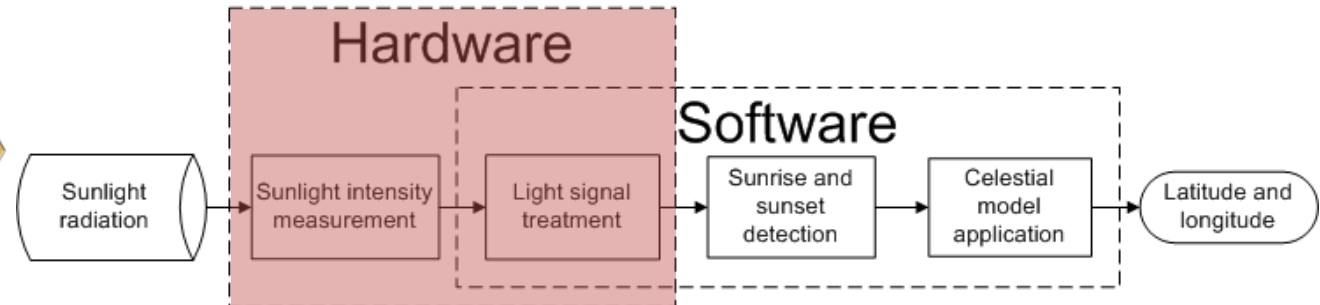 Hardware
Software
Sunlight
radiation
Sunlight intensity
measurement
Light signal
treatment
Sunrise and
sunset
detection
Celestial
model
application
Latitude and
longitude